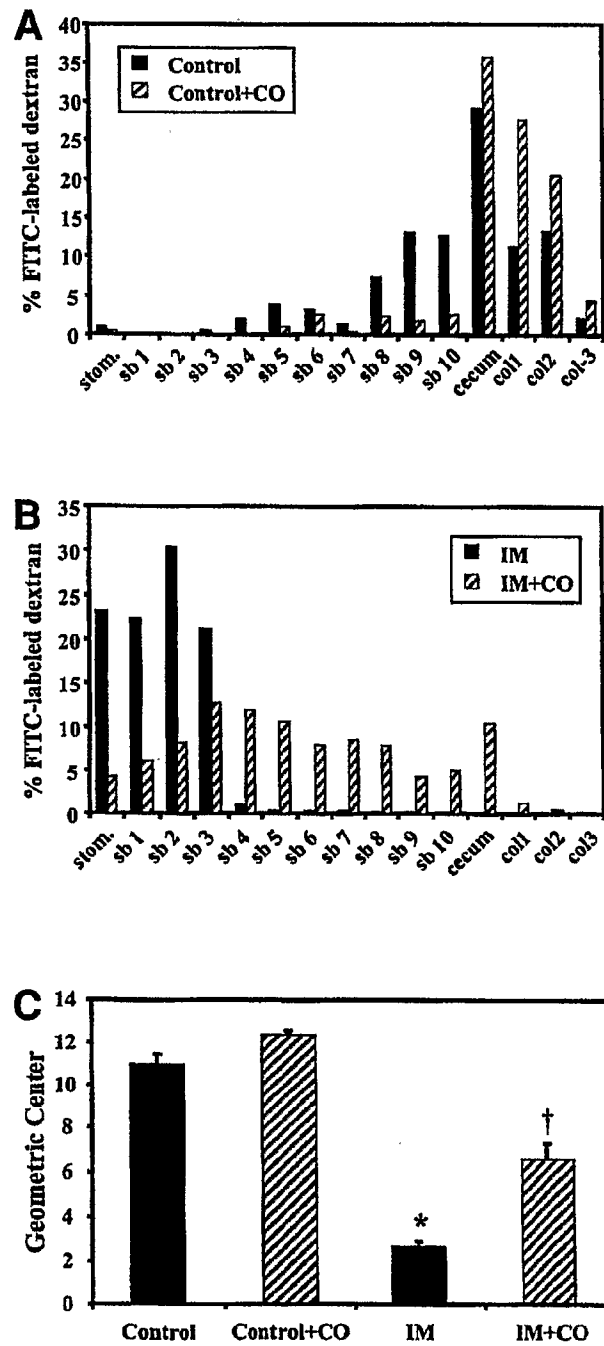 A
40
35
30
25
20
15
10
5
0
% FITC-labeled dextran
Control
Control+CO
stom.
sb 1
sb 2
sb 3
sb 4
sb 5
sb 6
sb 7
sb 8
sb 9
sb 10
cecum
col1
col2
col-3
B
35
30
25
20
15
10
5
0
% FITC-labeled dextran
IM
IM+CO
stom.
sb 1
sb 2
sb 3
sb 4
sb 5
sb 6
sb 7
sb 8
sb 9
sb 10
cecum
col1
col2
col3
C
14
12
10
8
6
4
2
0
Geometric Center
*
†
Control
Control+CO
IM
IM+CO